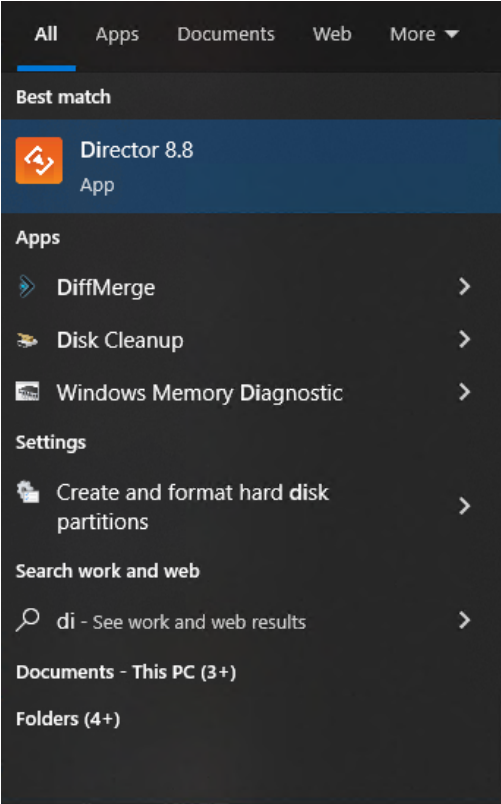 All Apps Documents Web More
Best match
Director 8.8
App
Apps
DiffMerge
Disk Cleanup
Windows Memory Diagnostic
Settings
Create and format hard disk
partitions
Search work and web
di - See work and web results
Documents - This PC (3+)
Folders (4+)